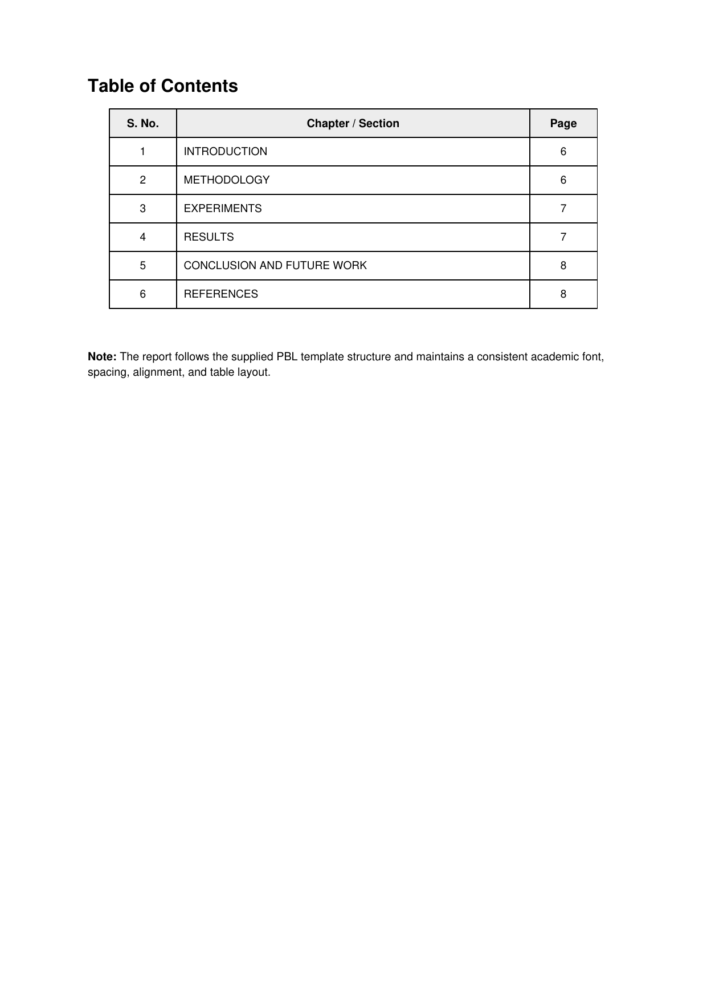 Table of Contents
S. No. Chapter / Section Page
1 INTRODUCTION 6
2 METHODOLOGY 6
3 EXPERIMENTS 7
4 RESULTS 7
5 CONCLUSION AND FUTURE WORK 8
6 REFERENCES 8
Note: The report follows the supplied PBL template structure and maintains a consistent academic font,
spacing, alignment, and table layout.